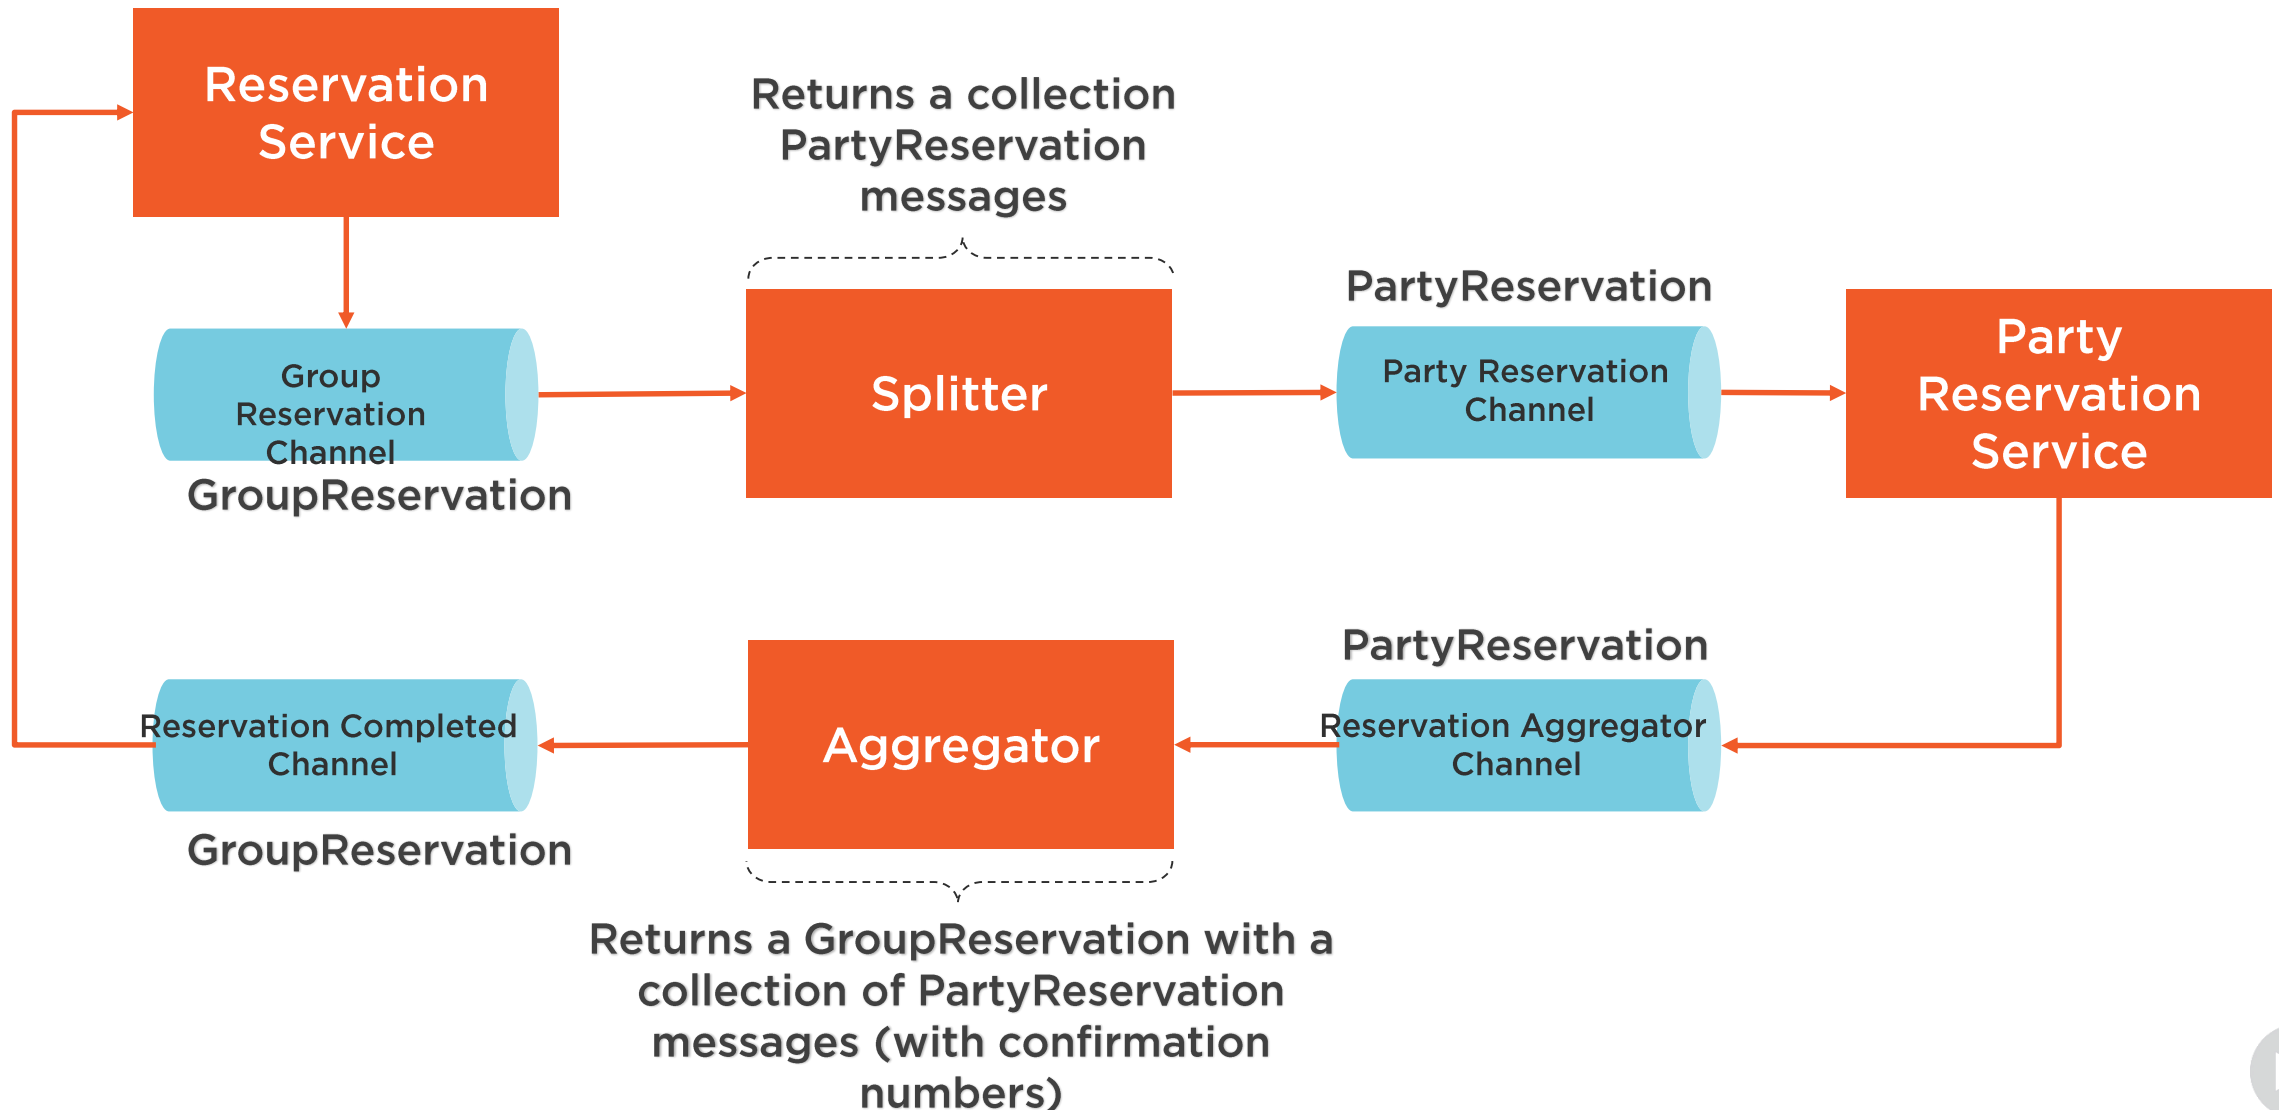 Reservation
Service
Returns a collection
PartyReservation
messages
PartyReservation
Group
Reservation
Channel
GroupReservation
Splitter
Party Reservation
Channel
Party
Reservation
Service
PartyReservation
Reservation Completed
Channel
GroupReservation
Aggregator
Reservation Aggregator
Channel
Returns a GroupReservation with a
collection of PartyReservation
messages (with confirmation
numbers)